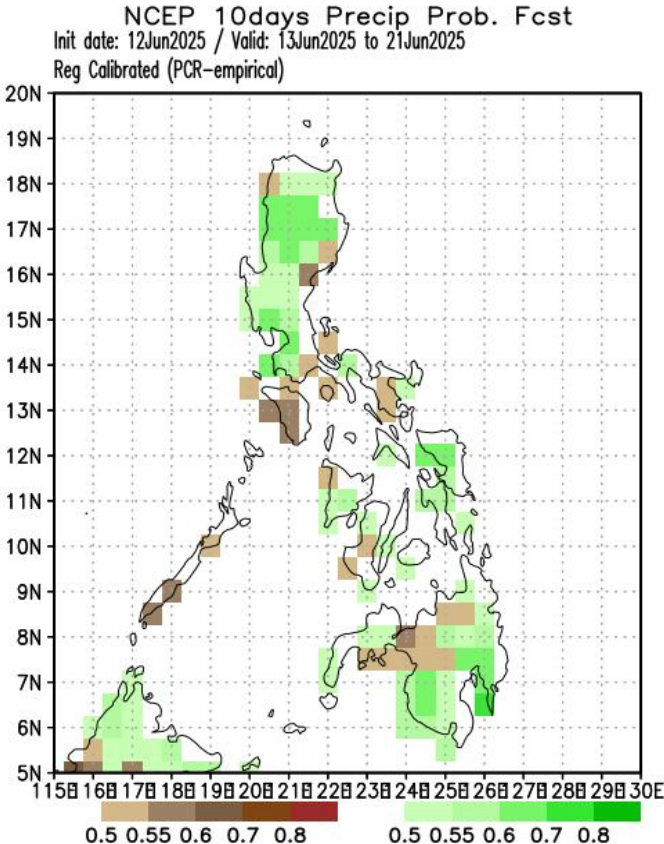 NCEP 10days Precip Prob. Fcst
Init date: 12Jun2025 / Valid: 13Jun2025 to 21Jun2025
Reg Calibrated (PCR-empirical)
20N
19N
18N
17N
16N
15N
14N
13N
12N
11N
10N
9N
8N
7N
6N
5N
115E 116E 117E 118E 119E 120E 121E 122E 123E 124E 125E 126E 127E 128E 129E 130E
0.5 0.55 0.6 0.7 0.8 0.5 0.55 0.6 0.7 0.8